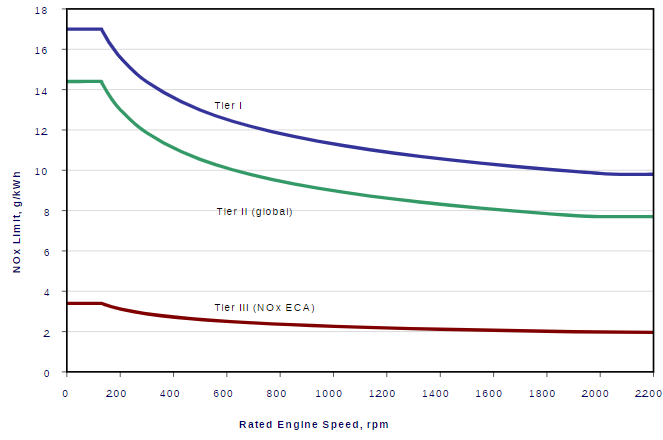 18
16
14
12
10
8
6
4
2
0
NOx Limit, g/kWh
Tier I
Tier II (global)
Tier III (NOx ECA)
0 200 400 600 800 1000 1200 1400 1600 1800 2000 2200
Rated Engine Speed, rpm